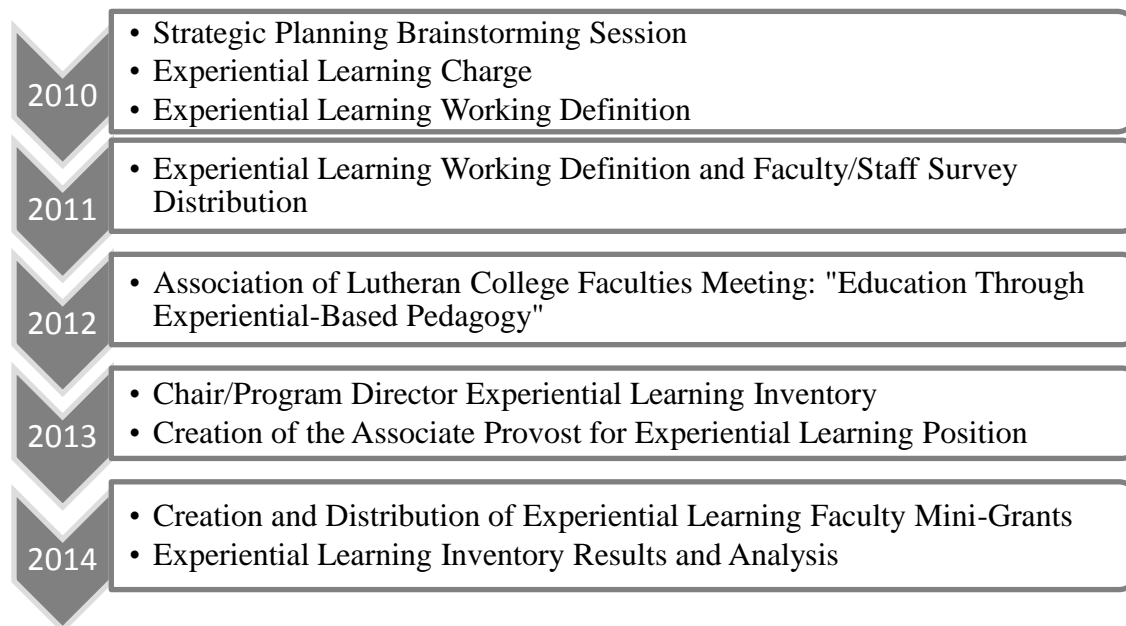 2010
• Strategic Planning Brainstorming Session
• Experiential Learning Charge
• Experiential Learning Working Definition
2011
• Experiential Learning Working Definition and Faculty/Staff Survey
Distribution
2012
• Association of Lutheran College Faculties Meeting: "Education Through
Experiential-Based Pedagogy"
2013
• Chair/Program Director Experiential Learning Inventory
• Creation of the Associate Provost for Experiential Learning Position
2014
• Creation and Distribution of Experiential Learning Faculty Mini-Grants
• Experiential Learning Inventory Results and Analysis